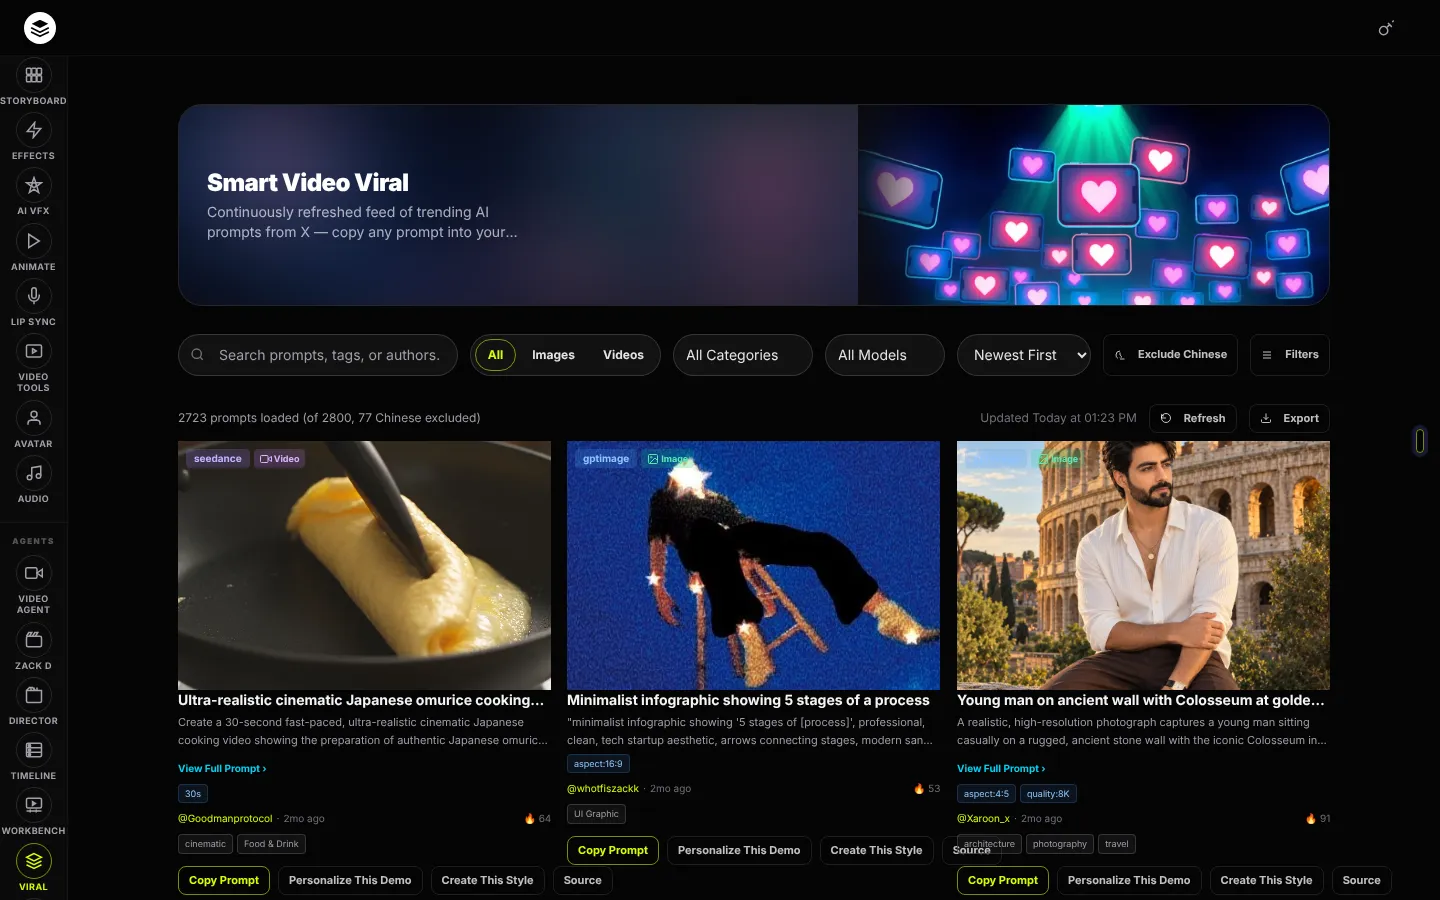 STORYBOARD
EFFECTS
AI VFX
ANIMATE
LIP SYNC
VIDEO
TOOLS
AVATAR
AUDIO
AGENTS
VIDEO
AGENT
ZACK D
DIRECTOR
TIMELINE
WORKBENCH
VIRAL
Smart Video Viral
Continuously refreshed feed of trending AI
prompts from X — copy any prompt into your...
Search prompts, tags, or authors.
All
Images
Videos
All Categories
All Models
Newest First
Exclude Chinese
Filters
2723 prompts loaded (of 2800, 77 Chinese excluded)
Updated Today at 01:23 PM
Refresh
Export
seedance
Video
Ultra-realistic cinematic Japanese omurice cooking...
Create a 30-second fast-paced, ultra-realistic cinematic Japanese
cooking video showing the preparation of authentic Japanese omuric...
View Full Prompt ›
30s
@Goodmanprotocol · 2mo ago
64
cinematic
Food & Drink
Copy Prompt
Personalize This Demo
Create This Style
Source
gptimage
Image
Minimalist infographic showing 5 stages of a process
"minimalist infographic showing '5 stages of [process]', professional,
clean, tech startup aesthetic, arrows connecting stages, modern san...
aspect:16:9
@whotfiszackk · 2mo ago
53
UI Graphic
Copy Prompt
Personalize This Demo
Create This Style
Source
Image
Young man on ancient wall with Colosseum at golde...
A realistic, high-resolution photograph captures a young man sitting
casually on a rugged, ancient stone wall with the iconic Colosseum in...
View Full Prompt ›
aspect:4:5
quality:8K
@Xaroon_x · 2mo ago
91
architecture
photography
travel
Copy Prompt
Personalize This Demo
Create This Style
Source